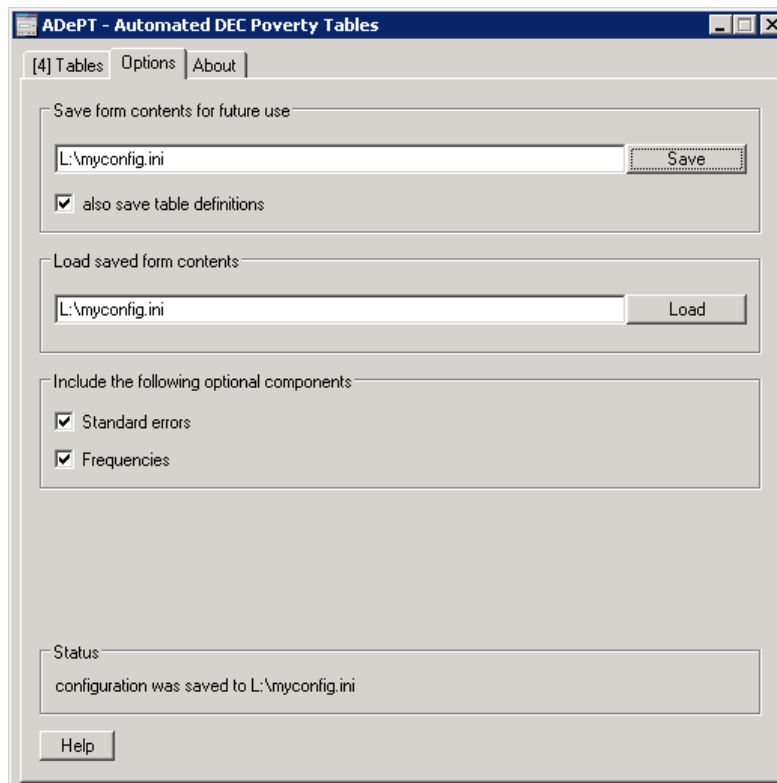 ADePT - Automated DEC Poverty Tables
[4] Tables Options About
Save form contents for future use
L:\myconfig.ini Save
also save table definitions
Load saved form contents
L:\myconfig.ini Load
Include the following optional components
Standard errors
Frequencies
Status
configuration was saved to L:\myconfig.ini
Help